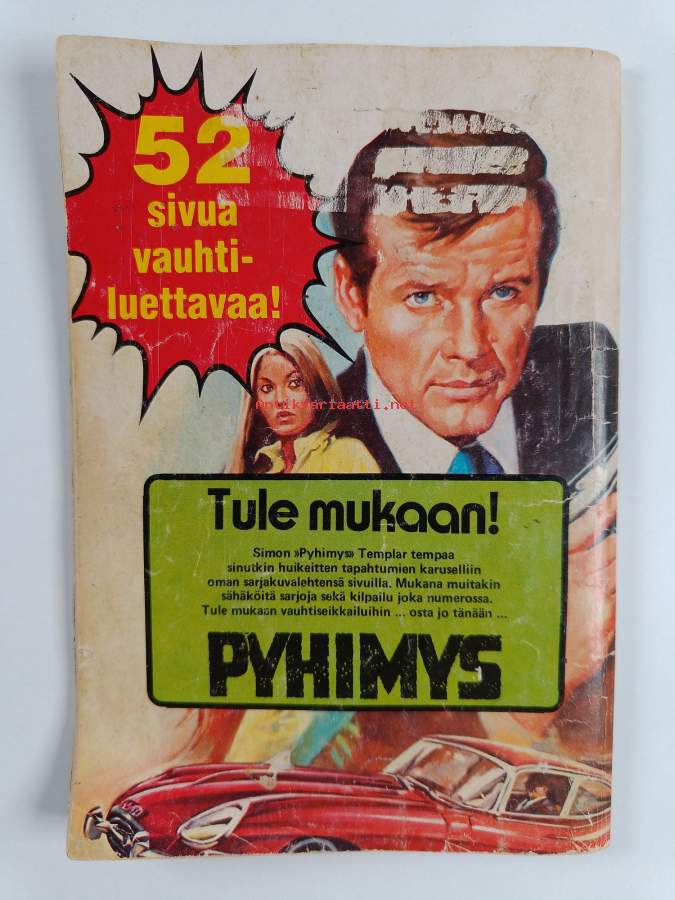 52
sivua
vauhti-
luettavaa!
Antikvariaatti.net
Tule mukaan!
Simon »Pyhimys» Templar tempaa
sinutkin huikeitten tapahtumien karuselliin
oman sarjakuvalehtensä sivuilla. Mukana muitakin
sähäköitä sarjoja sekä kilpailu joka numerossa.
Tule mukaan vauhtiseikkailuihin ... osta jo tänään ...
PYHIMYS